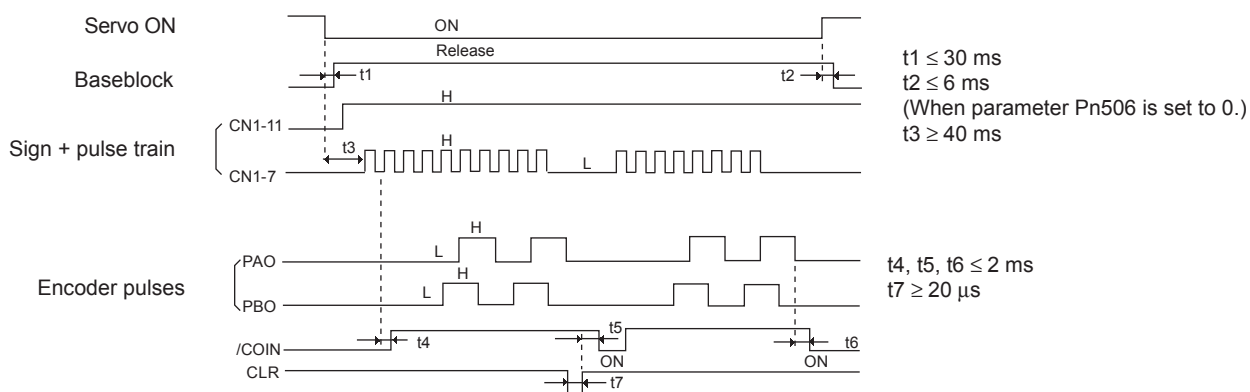 Servo ON
ON
Release
Baseblock
t1
t2
t1 ≤ 30 ms
t2 ≤ 6 ms
(When parameter Pn506 is set to 0.)
t3 ≥ 40 ms
H
CN1-11
Sign + pulse train
t3
H
L
CN1-7
H
L
PAO
H
Encoder pulses
L
PBO
t4, t5, t6 ≤ 2 ms
t7 ≥ 20 μs
t5
t4
t6
/COIN
ON
ON
CLR
t7